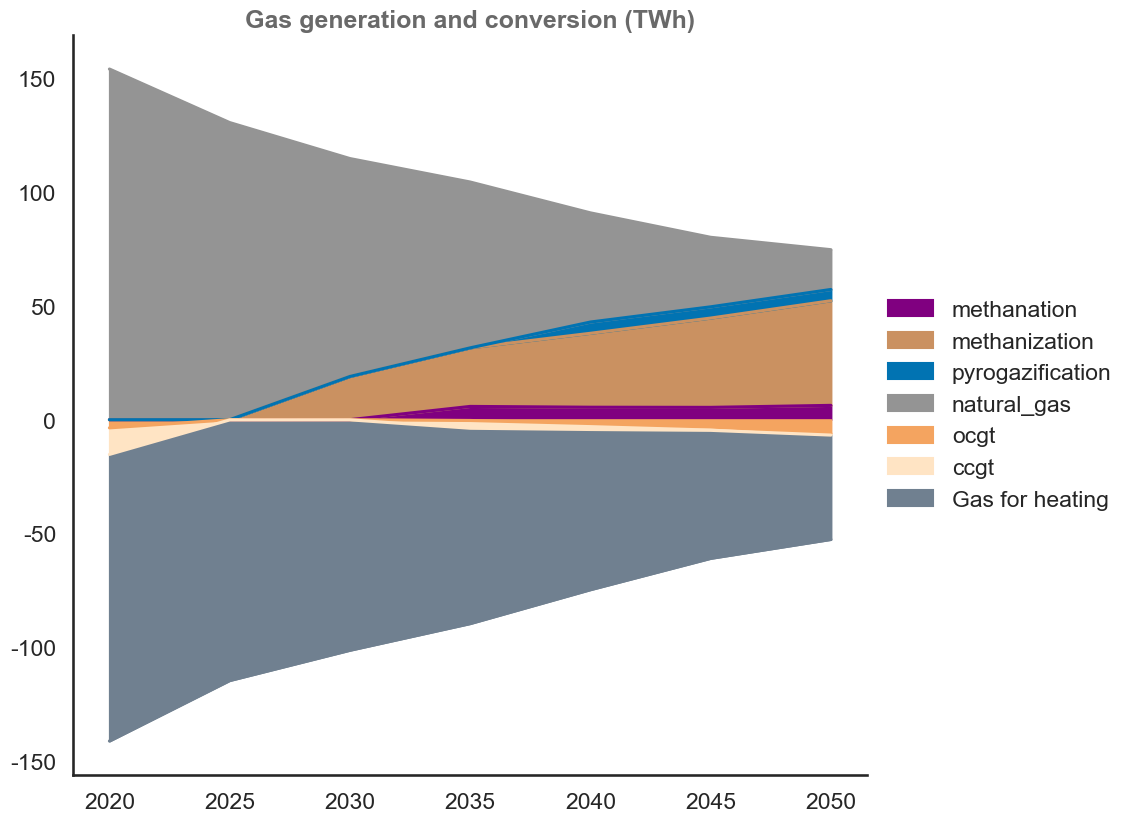 Gas generation and conversion (TWh)
150
100
50
0
-50
-100
-150
2020 2025 2030 2035 2040 2045 2050
methanation
methanization
pyrogazification
natural_gas
ocgt
ccgt
Gas for heating